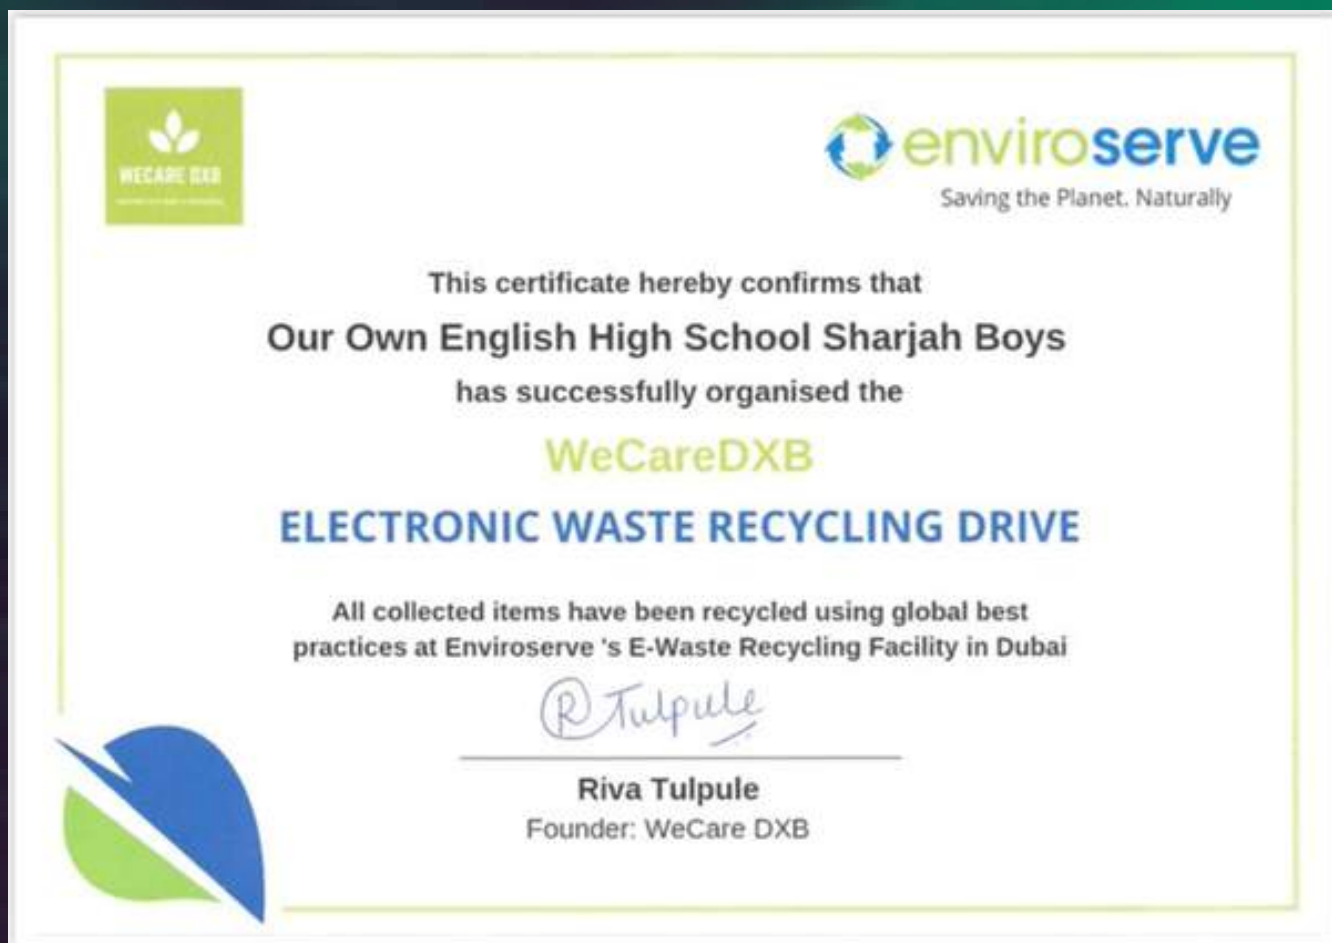 WECARE DXB
enviroserve
Saving the Planet. Naturally
This certificate hereby confirms that
Our Own English High School Sharjah Boys
has successfully organised the
WeCareDXB
ELECTRONIC WASTE RECYCLING DRIVE
All collected items have been recycled using global best
practices at Enviroserve 's E-Waste Recycling Facility in Dubai
R Tulpule
Riva Tulpule
Founder: WeCare DXB